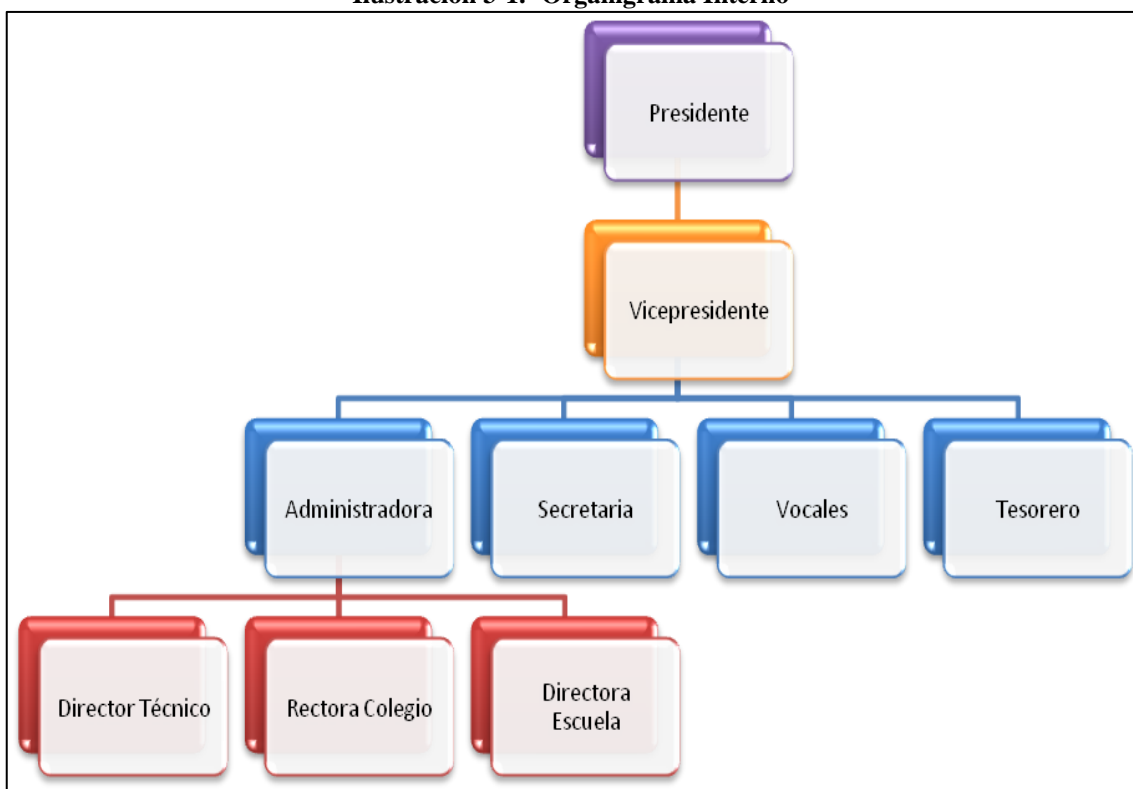 Ilustración 3-1. Organigrama Interno
Presidente
Vicepresidente
Administradora
Secretaria
Vocales
Tesorero
Director Técnico
Rectora Colegio
Directora
Escuela